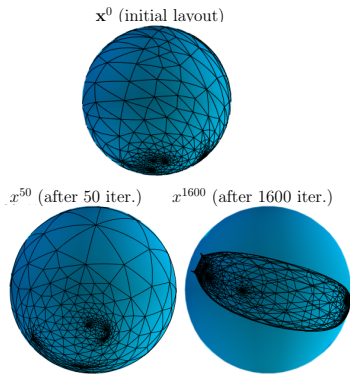 x⁰ (initial layout)
x⁵⁰ (after 50 iter.)
x¹⁶⁰⁰ (after 1600 iter.)